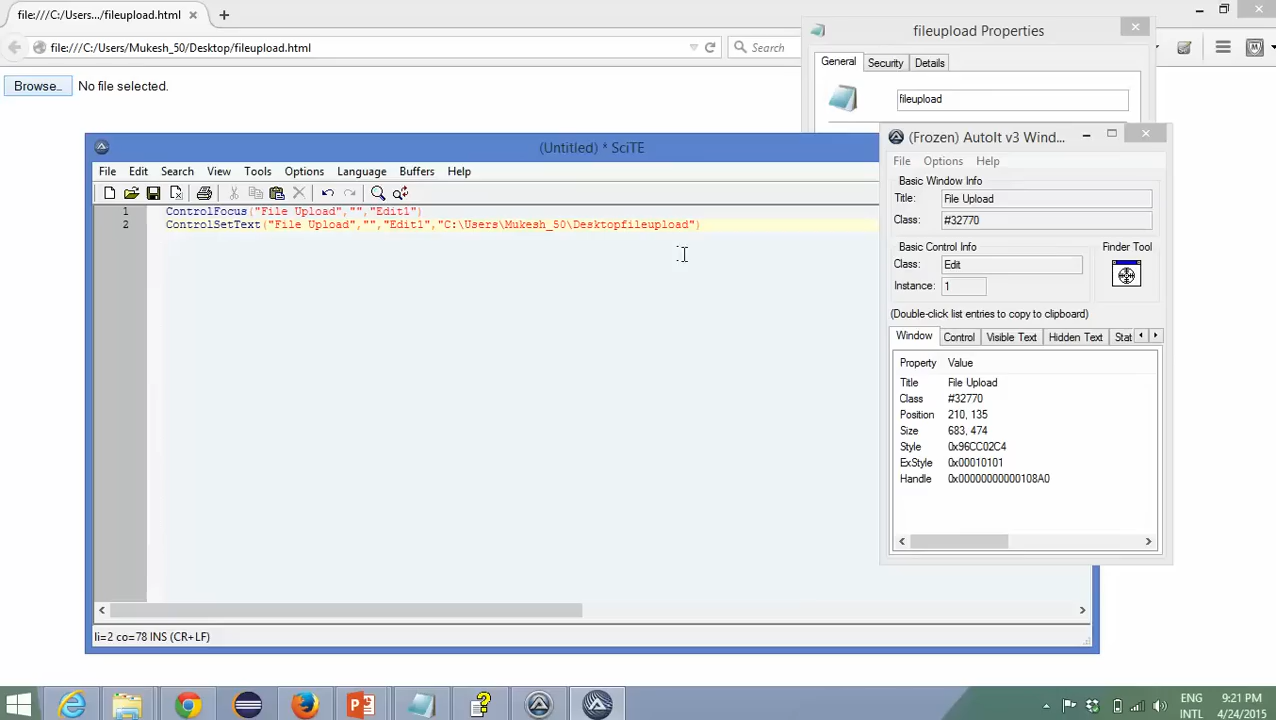 file:///C:/Users.../fileupload.html
file:///C:/Users/Mukesh_50/Desktop/fileupload.html
Search
Browse..
No file selected.
fileupload Properties
General
Security
Details
fileupload
(Untitled) * SciTE
File
Edit
Search
View
Tools
Options
Language
Buffers
Help
1
ControlFocus("File Upload","","Edit1")
2
ControlSetText("File Upload","","Edit1","C:\Users\Mukesh_50\Desktopfileupload")
li=2 co=78 INS (CR+LF)
(Frozen) AutoIt v3 Wind...
File
Options
Help
Basic Window Info
Title:
File Upload
Class:
#32770
Basic Control Info
Class:
Edit
Instance:
1
Finder Tool
(Double-click list entries to copy to clipboard)
Window
Control
Visible Text
Hidden Text
Stat
Property
Value
Title
File Upload
Class
#32770
Position
210, 135
Size
683, 474
Style
0x96CC02C4
ExStyle
0x00010101
Handle
0x00000000000108A0
ENG
INTL
9:21 PM
4/24/2015